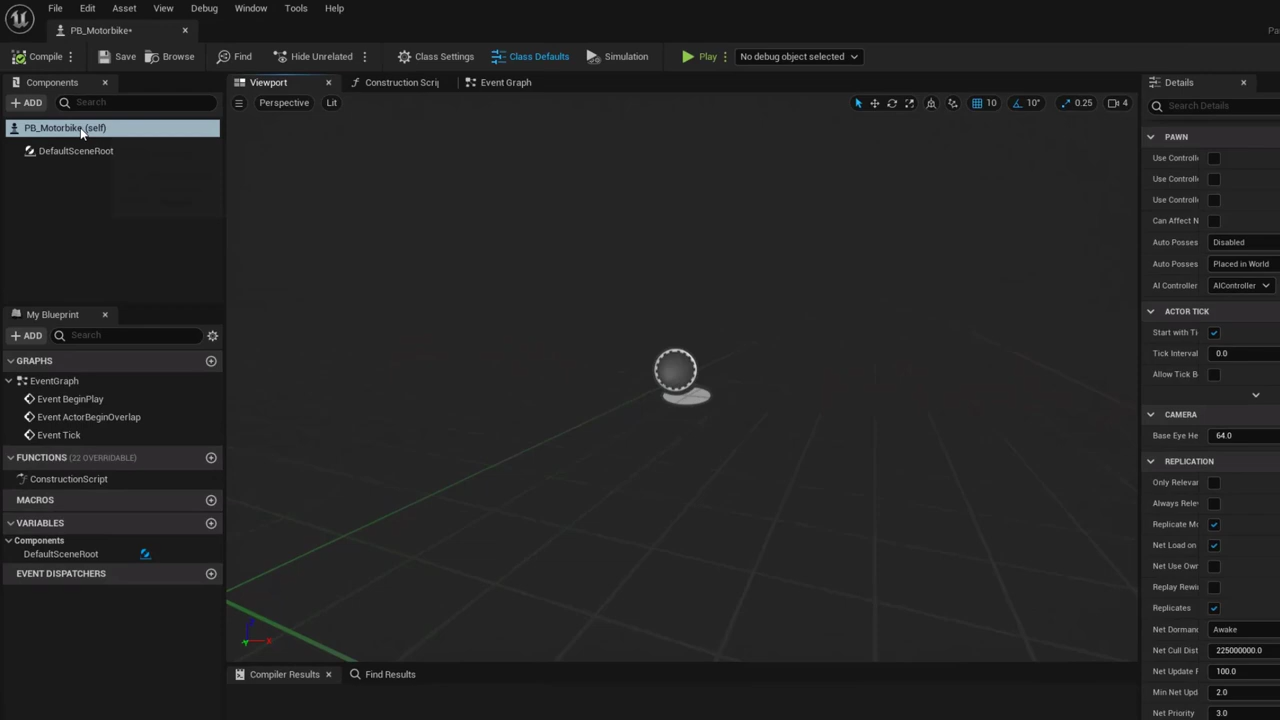 File Edit Asset View Debug Window Tools Help
PB_Motorbike•
Pa
Compile Save Browse Find Hide Unrelated Class Settings Class Defaults Simulation Play No debug object selected
Components Viewport Construction Scrip Event Graph Details
+ ADD Search Perspective Lit 10 10° 0.25 4 Search Details
PB_Motorbike (self)
DefaultSceneRoot
PAWN
Use Controlle
Use Controlle
Use Controlle
Can Affect N
Auto Posses Disabled
Auto Posses Placed in World
AI Controller AIController
ACTOR TICK
Start with Ti
Tick Interval 0.0
Allow Tick B
CAMERA
Base Eye He 64.0
REPLICATION
Only Relevan
Always Rele
Replicate Mo
Net Load on
Net Use Own
Replay Rewi
Replicates
Net Dorman Awake
Net Cull Dist 225000000.0
Net Update F 100.0
Min Net Upd 2.0
Net Priority 3.0
My Blueprint
+ ADD Search
GRAPHS
EventGraph
Event BeginPlay
Event ActorBeginOverlap
Event Tick
FUNCTIONS (22 OVERRIDABLE)
ConstructionScript
MACROS
VARIABLES
Components
DefaultSceneRoot
EVENT DISPATCHERS
Z
X
Y
Compiler Results Find Results